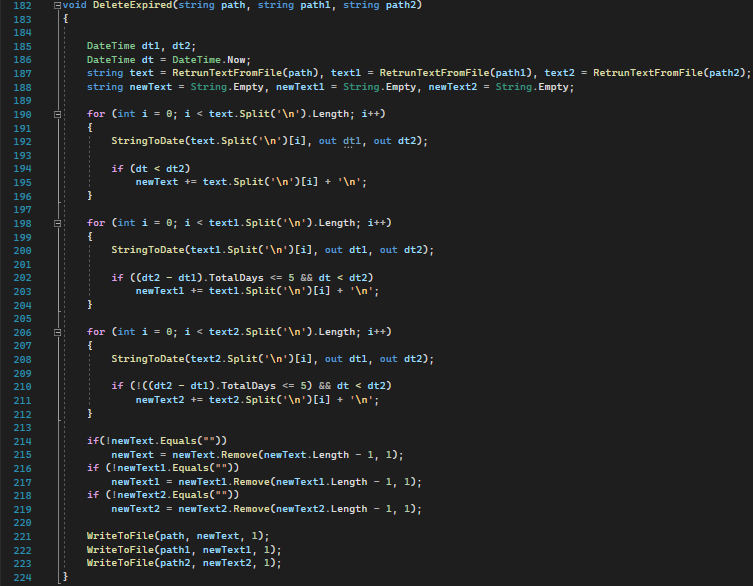 182 void DeleteExpired(string path, string path1, string path2)
183 {
184
185 DateTime dt1, dt2;
186 DateTime dt = DateTime.Now;
187 string text = RetrunTextFromFile(path), text1 = RetrunTextFromFile(path1), text2 = RetrunTextFromFile(path2);
188 string newText = String.Empty, newText1 = String.Empty, newText2 = String.Empty;
189
190 for (int i = 0; i < text.Split('\n').Length; i++)
191 {
192 StringToDate(text.Split('\n')[i], out dt1, out dt2);
193
194 if (dt < dt2)
195 newText += text.Split('\n')[i] + '\n';
196 }
197
198 for (int i = 0; i < text1.Split('\n').Length; i++)
199 {
200 StringToDate(text1.Split('\n')[i], out dt1, out dt2);
201
202 if ((dt2 - dt1).TotalDays <= 5 && dt < dt2)
203 newText1 += text1.Split('\n')[i] + '\n';
204 }
205
206 for (int i = 0; i < text2.Split('\n').Length; i++)
207 {
208 StringToDate(text2.Split('\n')[i], out dt1, out dt2);
209
210 if (!((dt2 - dt1).TotalDays <= 5) && dt < dt2)
211 newText2 += text2.Split('\n')[i] + '\n';
212 }
213
214 if(!newText.Equals(""))
215 newText = newText.Remove(newText.Length - 1, 1);
216 if (!newText1.Equals(""))
217 newText1 = newText1.Remove(newText1.Length - 1, 1);
218 if (!newText2.Equals(""))
219 newText2 = newText2.Remove(newText2.Length - 1, 1);
220
221 WriteToFile(path, newText, 1);
222 WriteToFile(path1, newText1, 1);
223 WriteToFile(path2, newText2, 1);
224 }